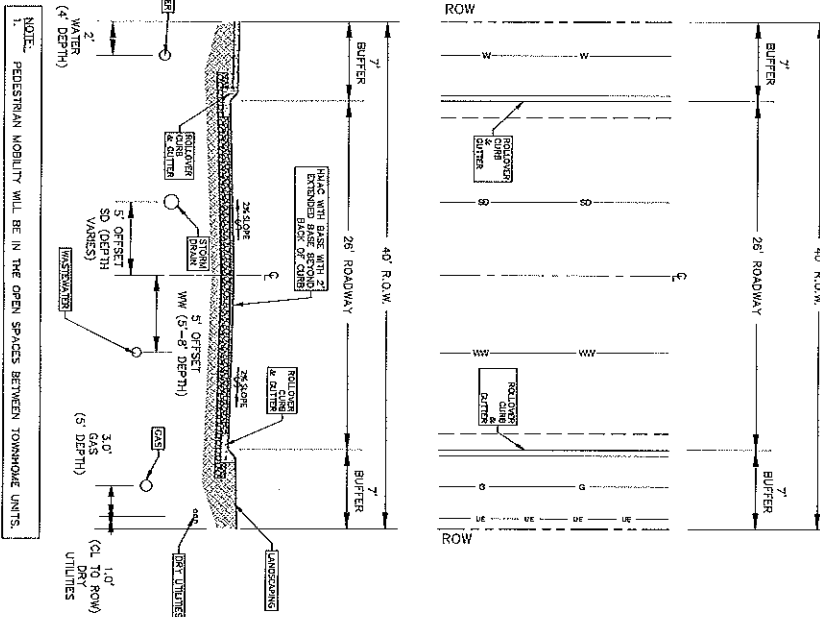 ROW
ROW
40' R.O.W.
7'
BUFFER
26' ROADWAY
7'
BUFFER
W
W
ROLLOVER
CURB
&
GUTTER
SD
SD
CL
WW
WW
ROLLOVER
CURB
&
GUTTER
G
G
UE
UE
UE
UE
40' R.O.W.
7'
BUFFER
26' ROADWAY
7'
BUFFER
HMAC WITH BASE WITH 2'
EXTENDED BASE BEYOND
BACK OF CURB
ROLLOVER
CURB
& GUTTER
2% SLOPE
CL
2% SLOPE
ROLLOVER
CURB
& GUTTER
LANDSCAPING
STORM
DRAIN
2'
WATER
(4' DEPTH)
5' OFFSET
SD (DEPTH
VARIES)
WASTEWATER
5' OFFSET
WW (5'-8' DEPTH)
GAS
3.0'
GAS
(5' DEPTH)
DRY UTILITIES
1.0'
(CL TO ROW)
DRY
UTILITIES
NOTE:
1. PEDESTRIAN MOBILITY WILL BE IN THE OPEN SPACES BETWEEN TOWNHOME UNITS.